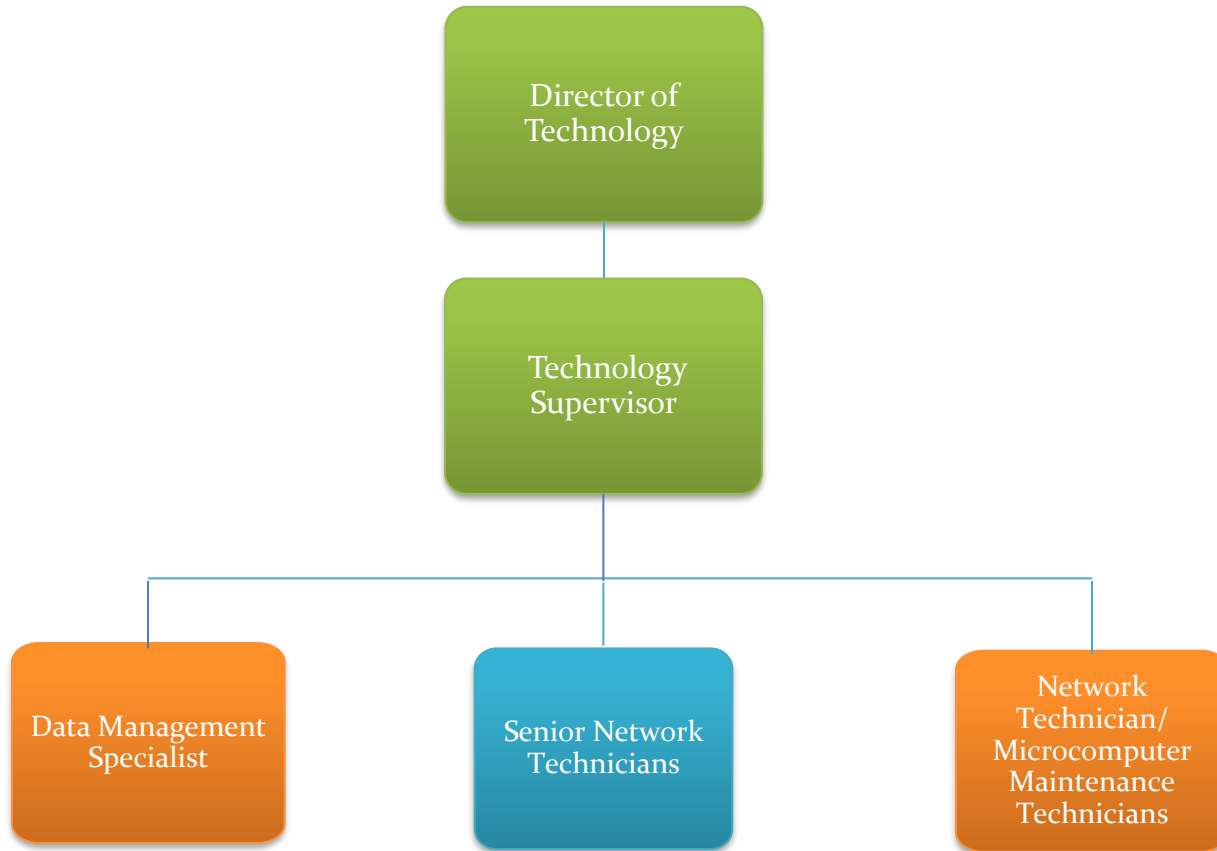 Director of
Technology
Technology
Supervisor
Data Management
Specialist
Senior Network
Technicians
Network
Technician/
Microcomputer
Maintenance
Technicians